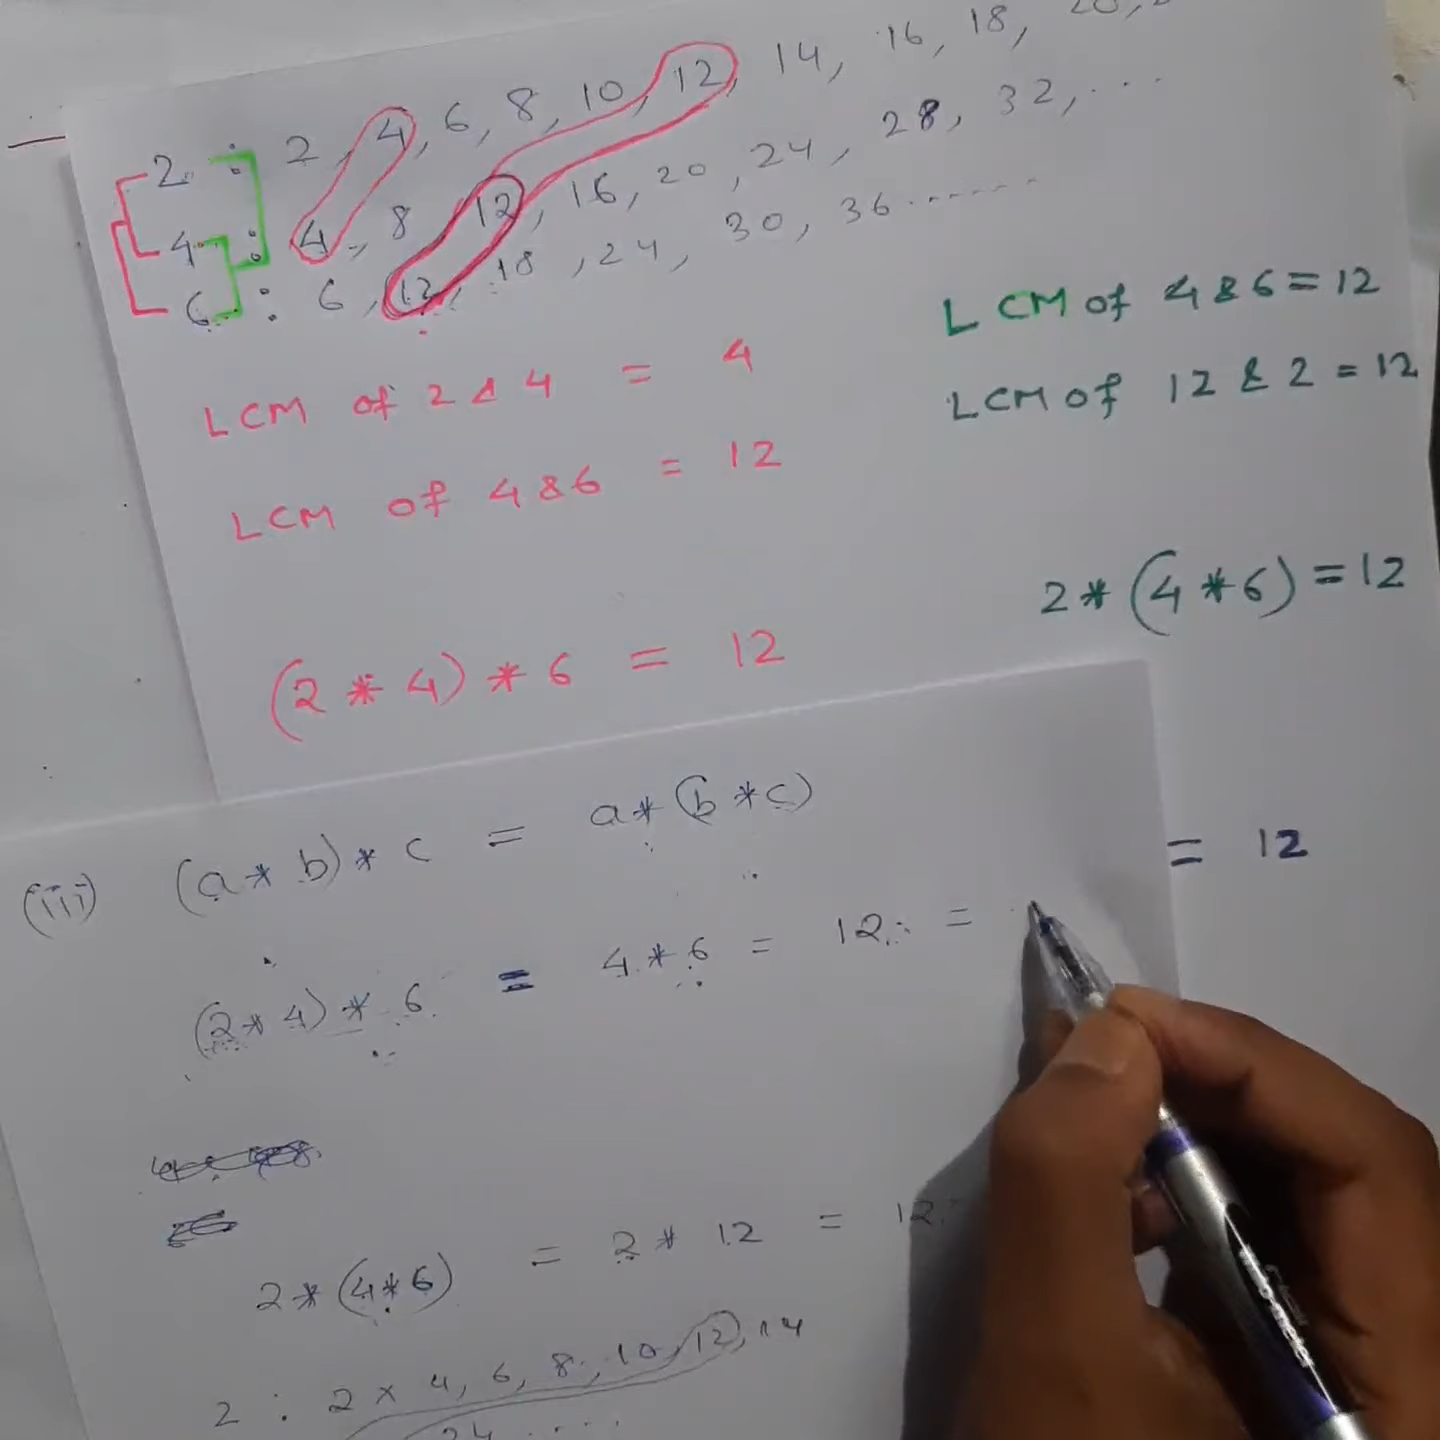 2 : 2, 4, 6, 8, 10, 12, 14, 16, 18, 20,
4 : 4, 8, 12, 16, 20, 24, 28, 32, ...
6 : 6, 12, 18, 24, 30, 36.......
LCM of 4 & 6 = 12
LCM of 2 & 4 = 4
LCM of 12 & 2 = 12
LCM of 4 & 6 = 12
2 * (4 * 6) = 12
(2 * 4) * 6 = 12
(iii) (a * b) * c = a * (b * c)
= 12
(2 * 4) * 6 = 4 * 6 = 12 =
2 * (4 * 6) = 2 * 12 = 12
2 : 2 × 4, 6, 8, 10, 12, 14
24 ....